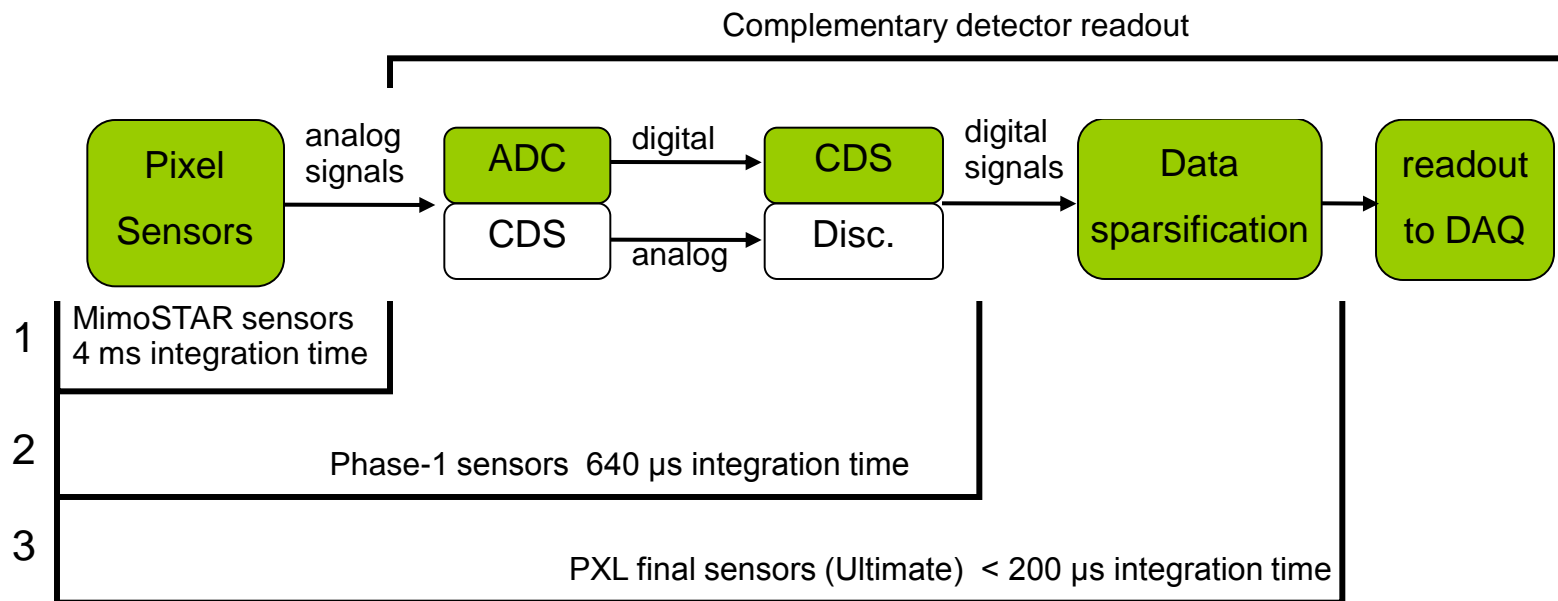 Complementary detector readout
Pixel
Sensors
analog
signals
ADC
CDS
digital
analog
CDS
Disc.
digital
signals
Data
sparsification
readout
to DAQ
1
MimoSTAR sensors
4 ms integration time
2
Phase-1 sensors 640 µs integration time
3
PXL final sensors (Ultimate) < 200 µs integration time